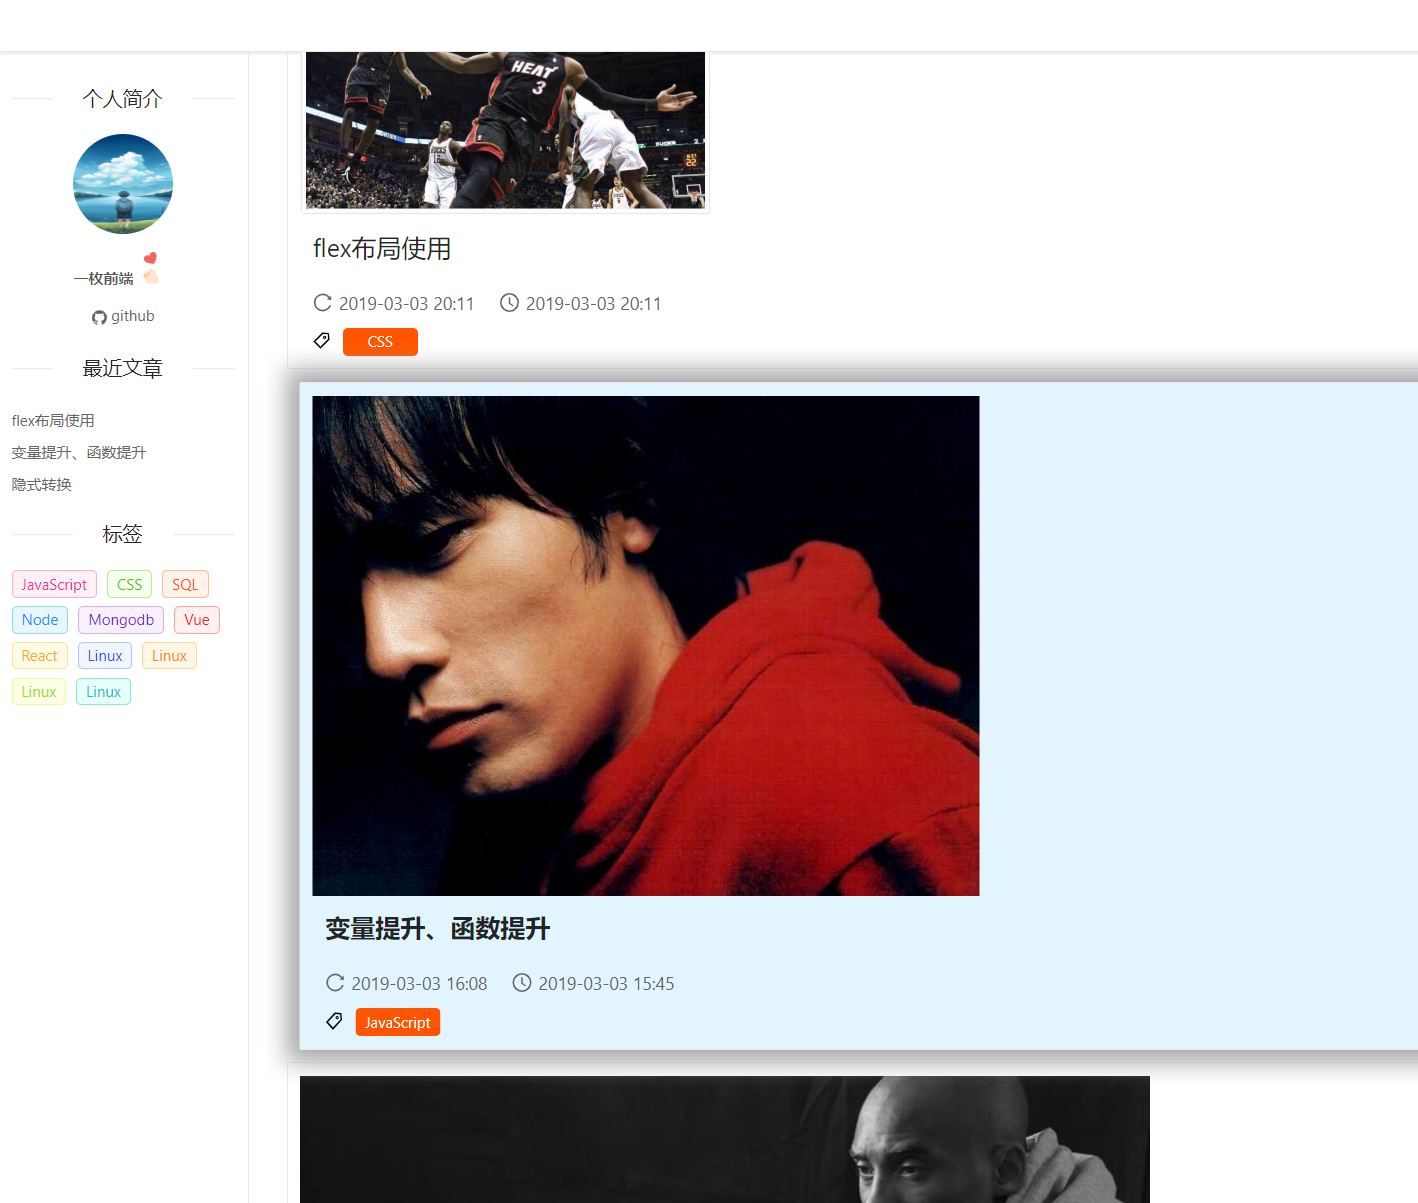 个人简介
一枚前端
github
最近文章
flex布局使用
变量提升、函数提升
隐式转换
标签
JavaScript CSS SQL
Node Mongodb Vue
React Linux Linux
Linux Linux
HEAT
3
BUCKS
12
BUCKS
22
flex布局使用
2019-03-03 20:11 2019-03-03 20:11
CSS
变量提升、函数提升
2019-03-03 16:08 2019-03-03 15:45
JavaScript